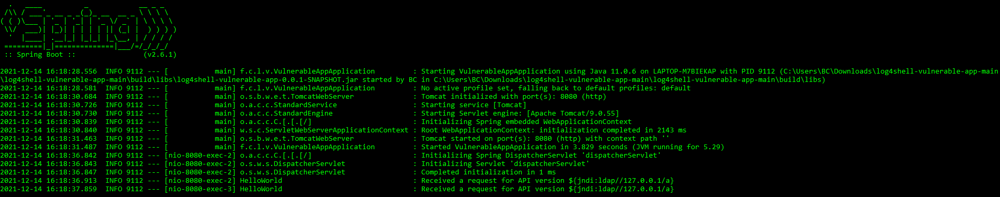 .   ____          _            __ _ _
 /\\ / ___'_ __ _ _(_)_ __  __ _ \ \ \ \
( ( )\___ | '_ | '_| | '_ \/ _` | \ \ \ \
 \\/  ___)| |_)| | | | | || (_| |  ) ) ) )
  '  |____| .__|_| |_|_| |_\__, | / / / /
 =========|_|==============|___/=/_/_/_/
 :: Spring Boot ::                (v2.6.1)
2021-12-14 16:18:28.556  INFO 9112 --- [           main] f.c.l.v.VulnerableAppApplication         : Starting VulnerableAppApplication using Java 11.0.6 on LAPTOP-M7BIEKAP with PID 9112 (C:\Users\BC\Downloads\log4shell-vulnerable-app-main
\log4shell-vulnerable-app-main\build\libs\log4shell-vulnerable-app-0.0.1-SNAPSHOT.jar started by BC in C:\Users\BC\Downloads\log4shell-vulnerable-app-main\log4shell-vulnerable-app-main\build\libs)
2021-12-14 16:18:28.581  INFO 9112 --- [           main] f.c.l.v.VulnerableAppApplication         : No active profile set, falling back to default profiles: default
2021-12-14 16:18:30.684  INFO 9112 --- [           main] o.s.b.w.e.t.TomcatWebServer              : Tomcat initialized with port(s): 8080 (http)
2021-12-14 16:18:30.726  INFO 9112 --- [           main] o.a.c.c.StandardService                  : Starting service [Tomcat]
2021-12-14 16:18:30.730  INFO 9112 --- [           main] o.a.c.c.StandardEngine                   : Starting Servlet engine: [Apache Tomcat/9.0.55]
2021-12-14 16:18:30.839  INFO 9112 --- [           main] o.a.c.c.C.[.[.[/]                        : Initializing Spring embedded WebApplicationContext
2021-12-14 16:18:30.840  INFO 9112 --- [           main] w.s.c.ServletWebServerApplicationContext : Root WebApplicationContext: initialization completed in 2143 ms
2021-12-14 16:18:31.463  INFO 9112 --- [           main] o.s.b.w.e.t.TomcatWebServer              : Tomcat started on port(s): 8080 (http) with context path ''
2021-12-14 16:18:31.487  INFO 9112 --- [           main] f.c.l.v.VulnerableAppApplication         : Started VulnerableAppApplication in 3.829 seconds (JVM running for 5.29)
2021-12-14 16:18:36.842  INFO 9112 --- [nio-8080-exec-2] o.a.c.c.C.[.[.[/]                        : Initializing Spring DispatcherServlet 'dispatcherServlet'
2021-12-14 16:18:36.843  INFO 9112 --- [nio-8080-exec-2] o.s.w.s.DispatcherServlet                : Initializing Servlet 'dispatcherServlet'
2021-12-14 16:18:36.847  INFO 9112 --- [nio-8080-exec-2] o.s.w.s.DispatcherServlet                : Completed initialization in 1 ms
2021-12-14 16:18:36.913  INFO 9112 --- [nio-8080-exec-2] HelloWorld                               : Received a request for API version ${jndi:ldap//127.0.0.1/a}
2021-12-14 16:18:37.859  INFO 9112 --- [nio-8080-exec-3] HelloWorld                               : Received a request for API version ${jndi:ldap//127.0.0.1/a}